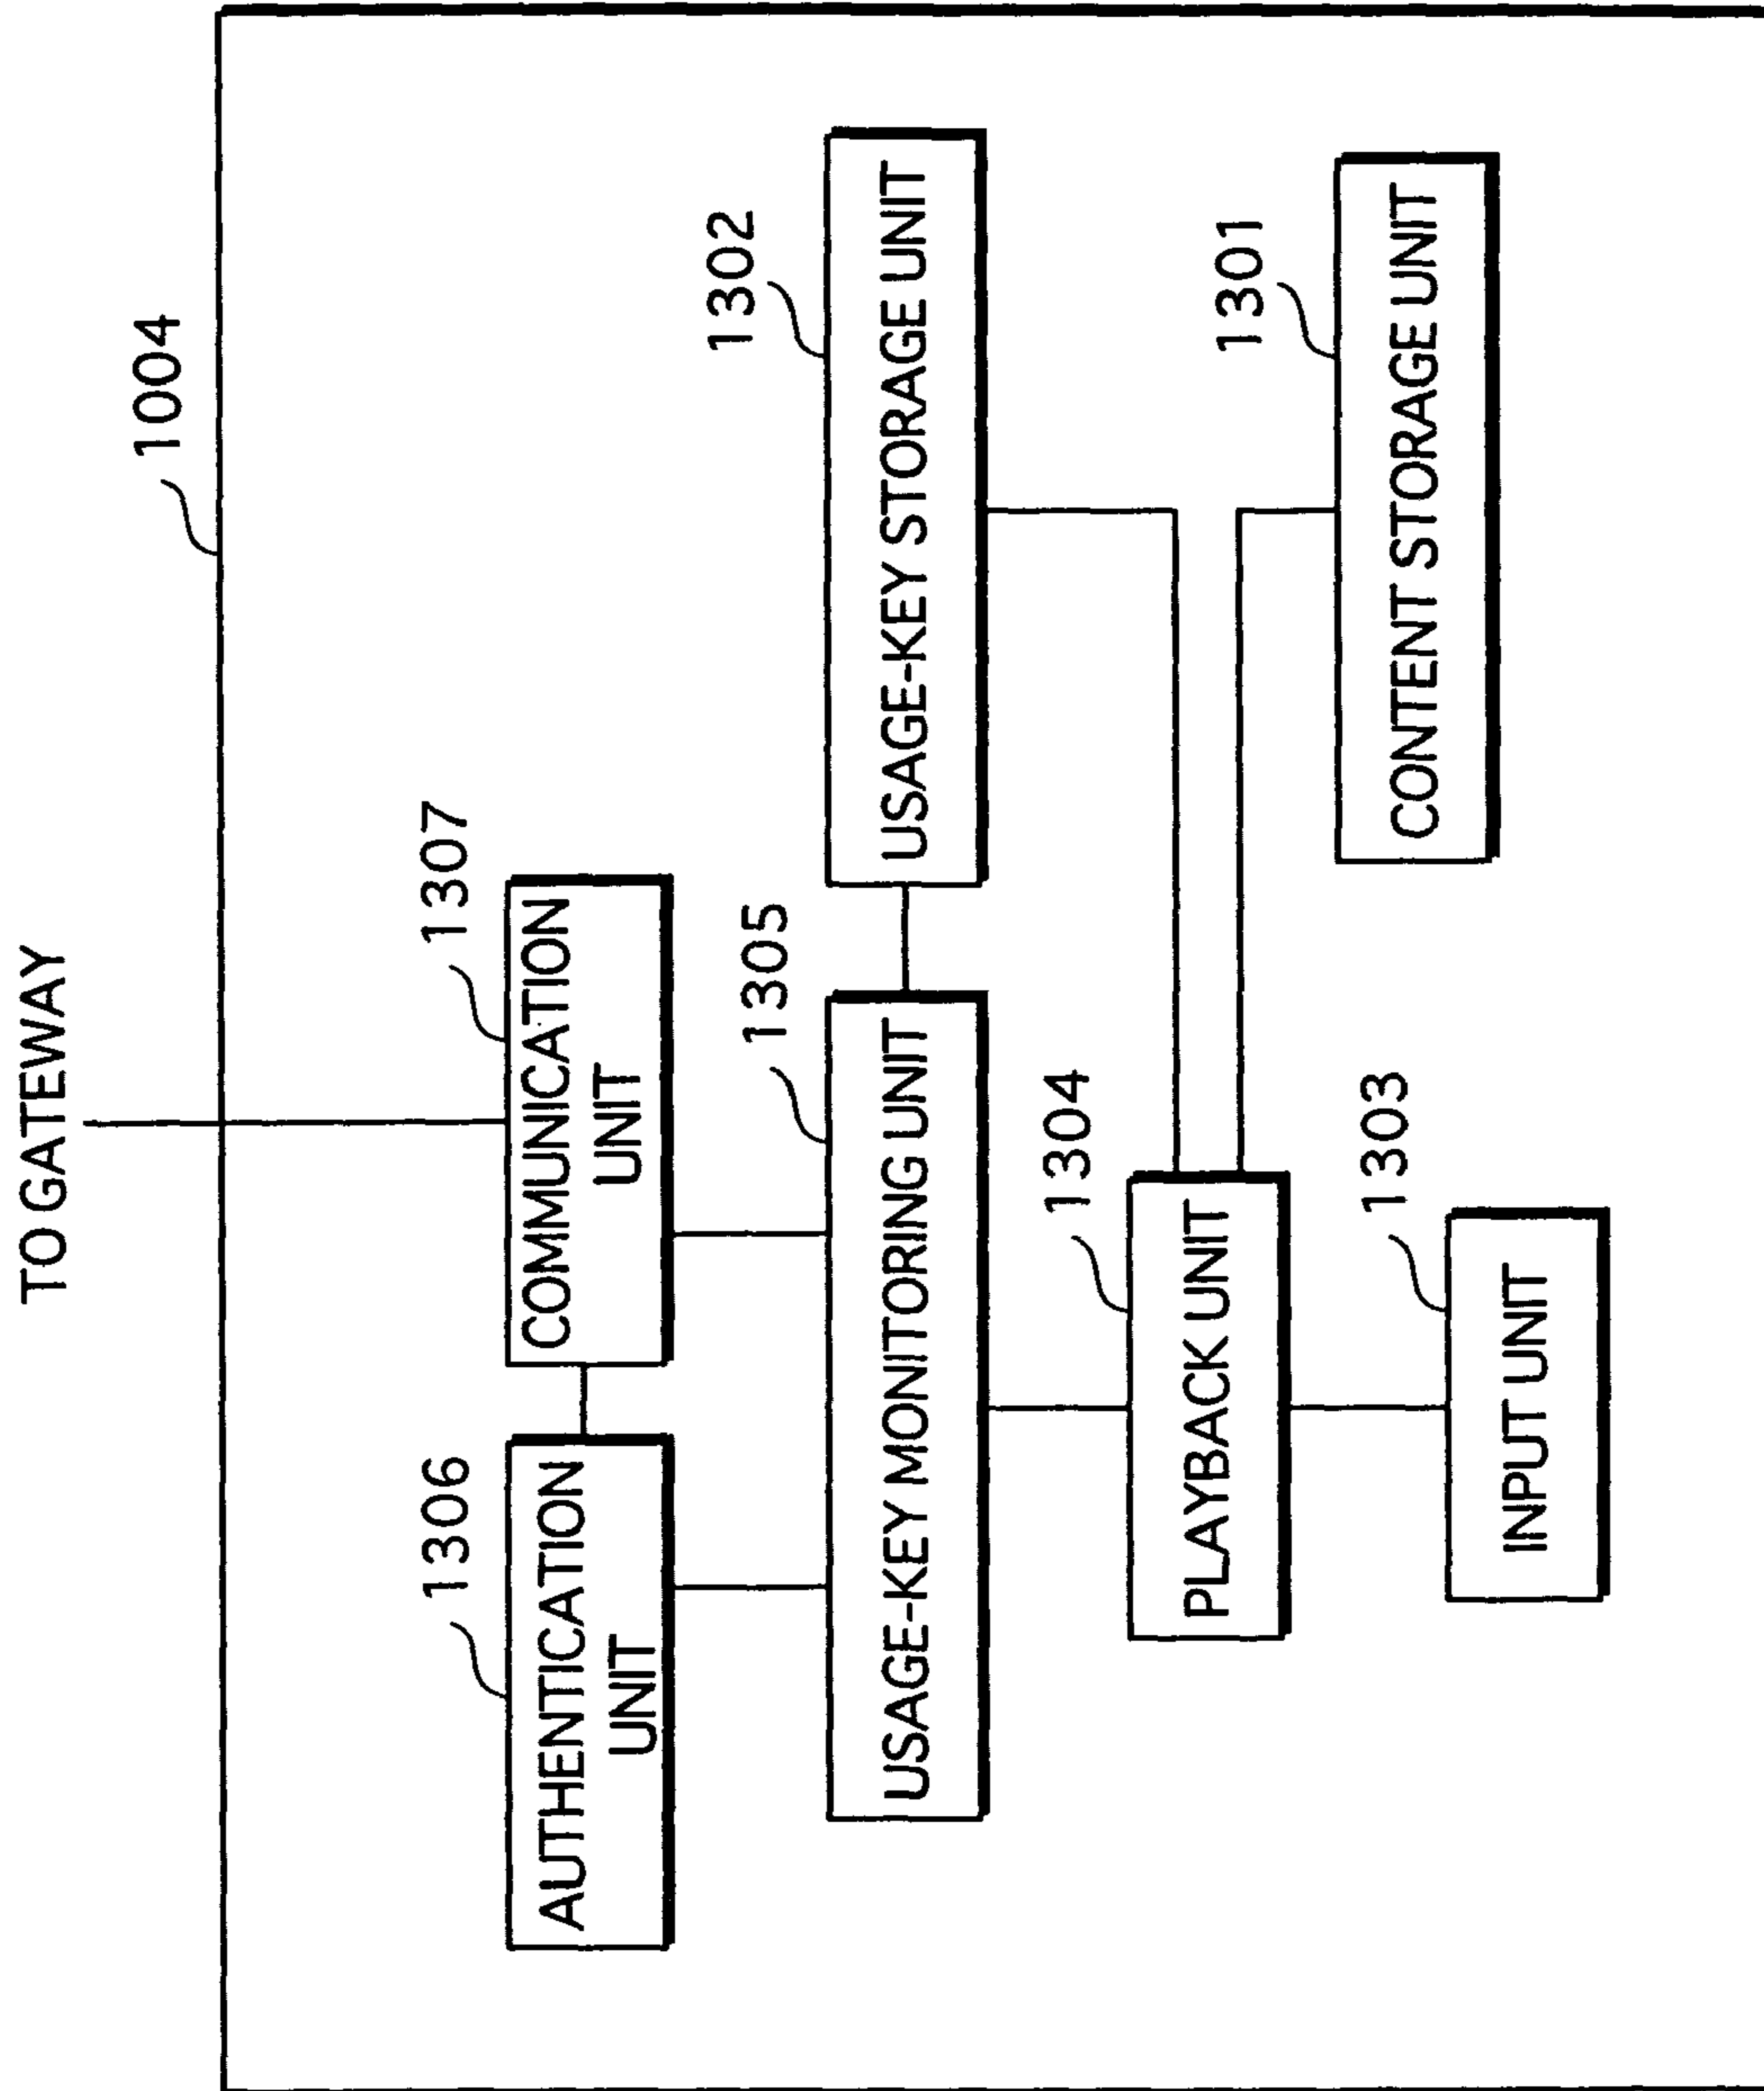 TO GATEWAY
1004
1306
AUTHENTICATION
UNIT
1307
COMMUNICATION
UNIT
1305
USAGE-KEY MONITORING UNIT
1302
USAGE-KEY STORAGE UNIT
1304
PLAYBACK UNIT
1301
CONTENT STORAGE UNIT
1303
INPUT UNIT